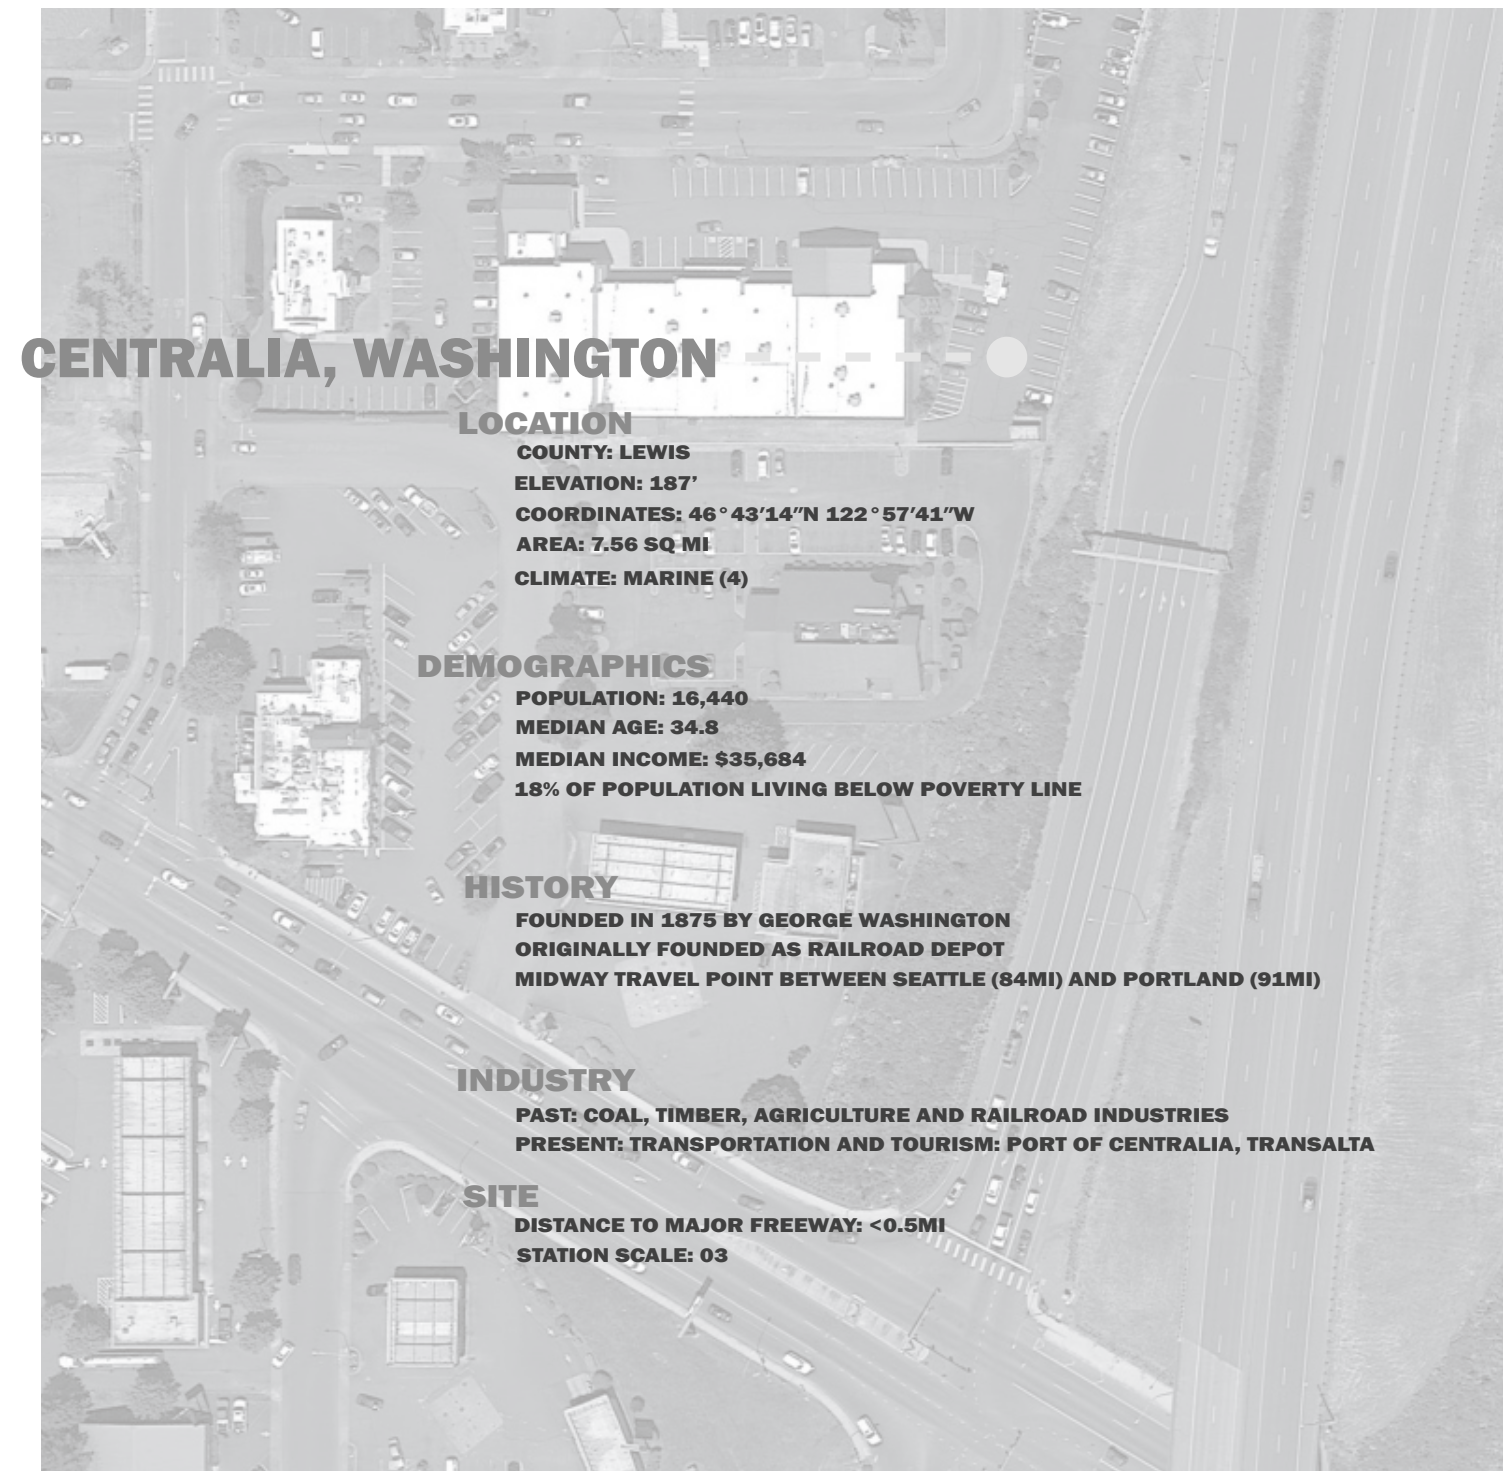 CENTRALIA, WASHINGTON
LOCATION
COUNTY: LEWIS
ELEVATION: 187’
COORDINATES: 46°43′14″N 122°57′41″W
AREA: 7.56 SQ MI
CLIMATE: MARINE (4)
DEMOGRAPHICS
POPULATION: 16,440
MEDIAN AGE: 34.8
MEDIAN INCOME: $35,684
18% OF POPULATION LIVING BELOW POVERTY LINE
HISTORY
FOUNDED IN 1875 BY GEORGE WASHINGTON
ORIGINALLY FOUNDED AS RAILROAD DEPOT
MIDWAY TRAVEL POINT BETWEEN SEATTLE (84MI) AND PORTLAND (91MI)
INDUSTRY
PAST: COAL, TIMBER, AGRICULTURE AND RAILROAD INDUSTRIES
PRESENT: TRANSPORTATION AND TOURISM: PORT OF CENTRALIA, TRANSALTA
SITE
DISTANCE TO MAJOR FREEWAY: <0.5MI
STATION SCALE: 03